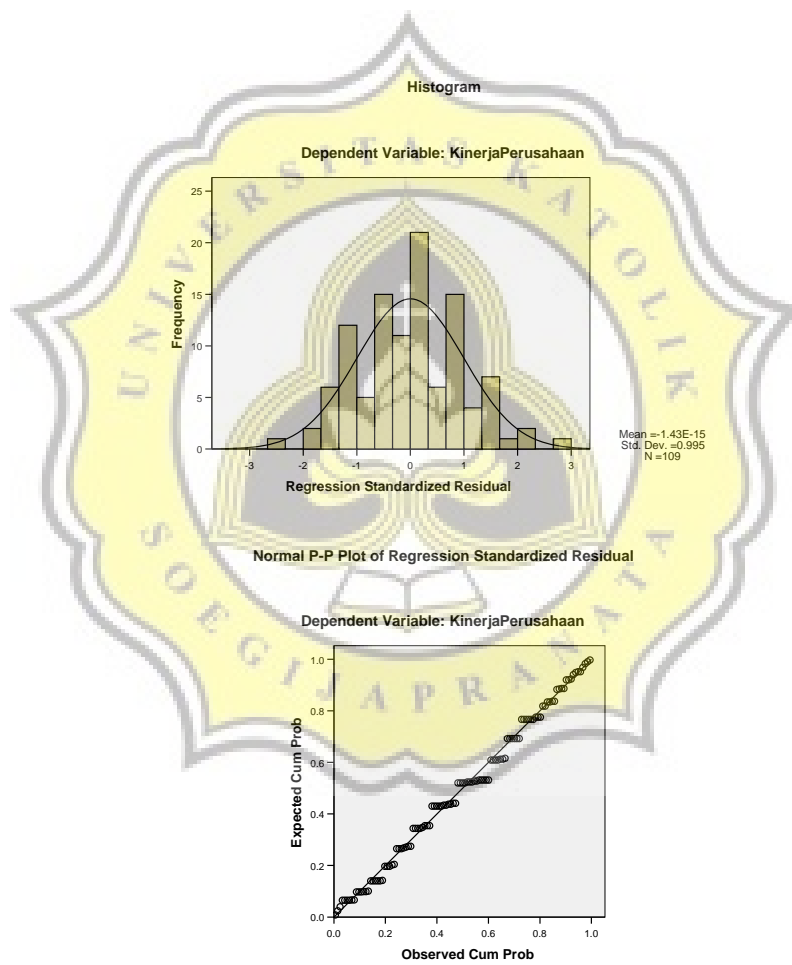 Histogram
Dependent Variable: KinerjaPerusahaan
Frequency
25
20
15
10
5
0
-3 -2 -1 0 1 2 3
Regression Standardized Residual
Mean =-1.43E-15
Std. Dev. =0.995
N =109
Normal P-P Plot of Regression Standardized Residual
Dependent Variable: KinerjaPerusahaan
Expected Cum Prob
1.0
0.8
0.6
0.4
0.2
0.0
0.0 0.2 0.4 0.6 0.8 1.0
Observed Cum Prob
UNIVERSITAS KATOLIK
SOEGIJAPRANATA